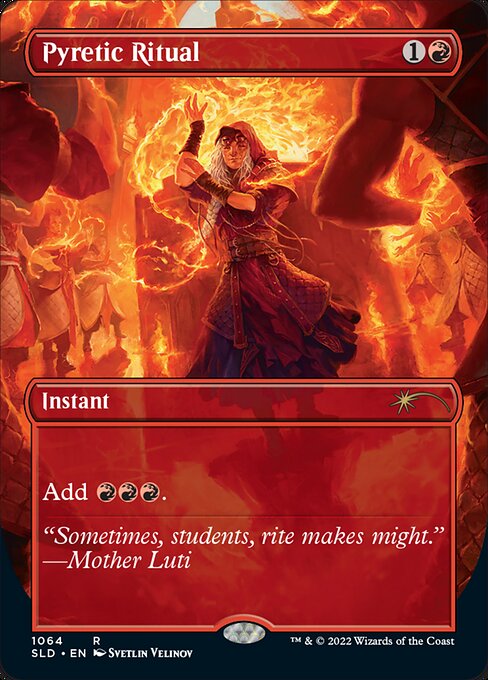 Pyretic Ritual 1
Instant
Add .
“Sometimes, students, rite makes might.”
—Mother Luti
1064 R
SLD • EN Svetlin Velinov
™ & © 2022 Wizards of the Coast